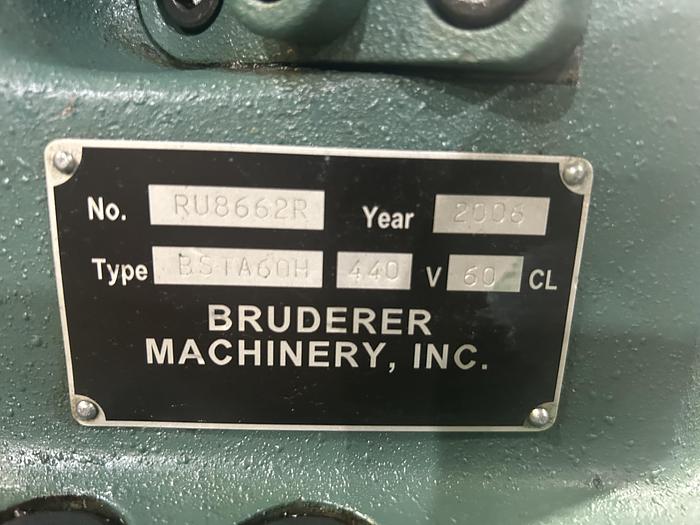 No. RU8662R Year 2006
Type BSTA60H 440 V 60 CL
BRUDERER
MACHINERY, INC.